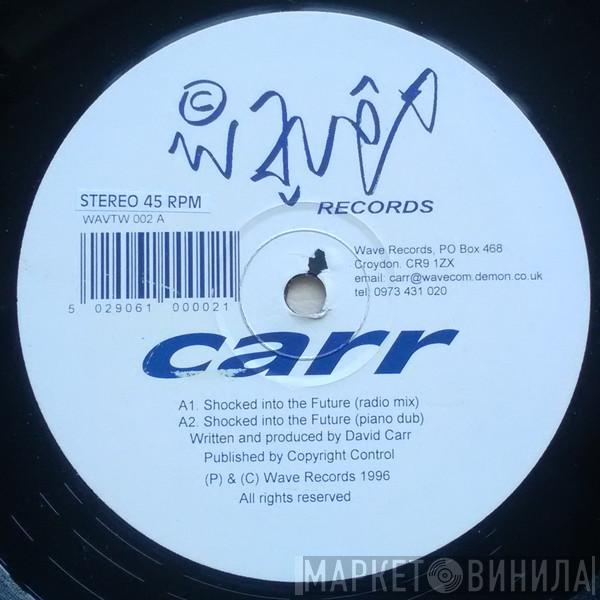 ©
Wave
RECORDS
STEREO 45 RPM
WAVTW 002 A
5 029061 000021
Wave Records, PO Box 468
Croydon. CR9 1ZX
email: carr@wavecom.demon.co.uk
tel: 0973 431 020
carr
A1. Shocked into the Future (radio mix)
A2. Shocked into the Future (piano dub)
Written and produced by David Carr
Published by Copyright Control
(P) & (C) Wave Records 1996
All rights reserved
МАРКЕТ ВИНИЛА